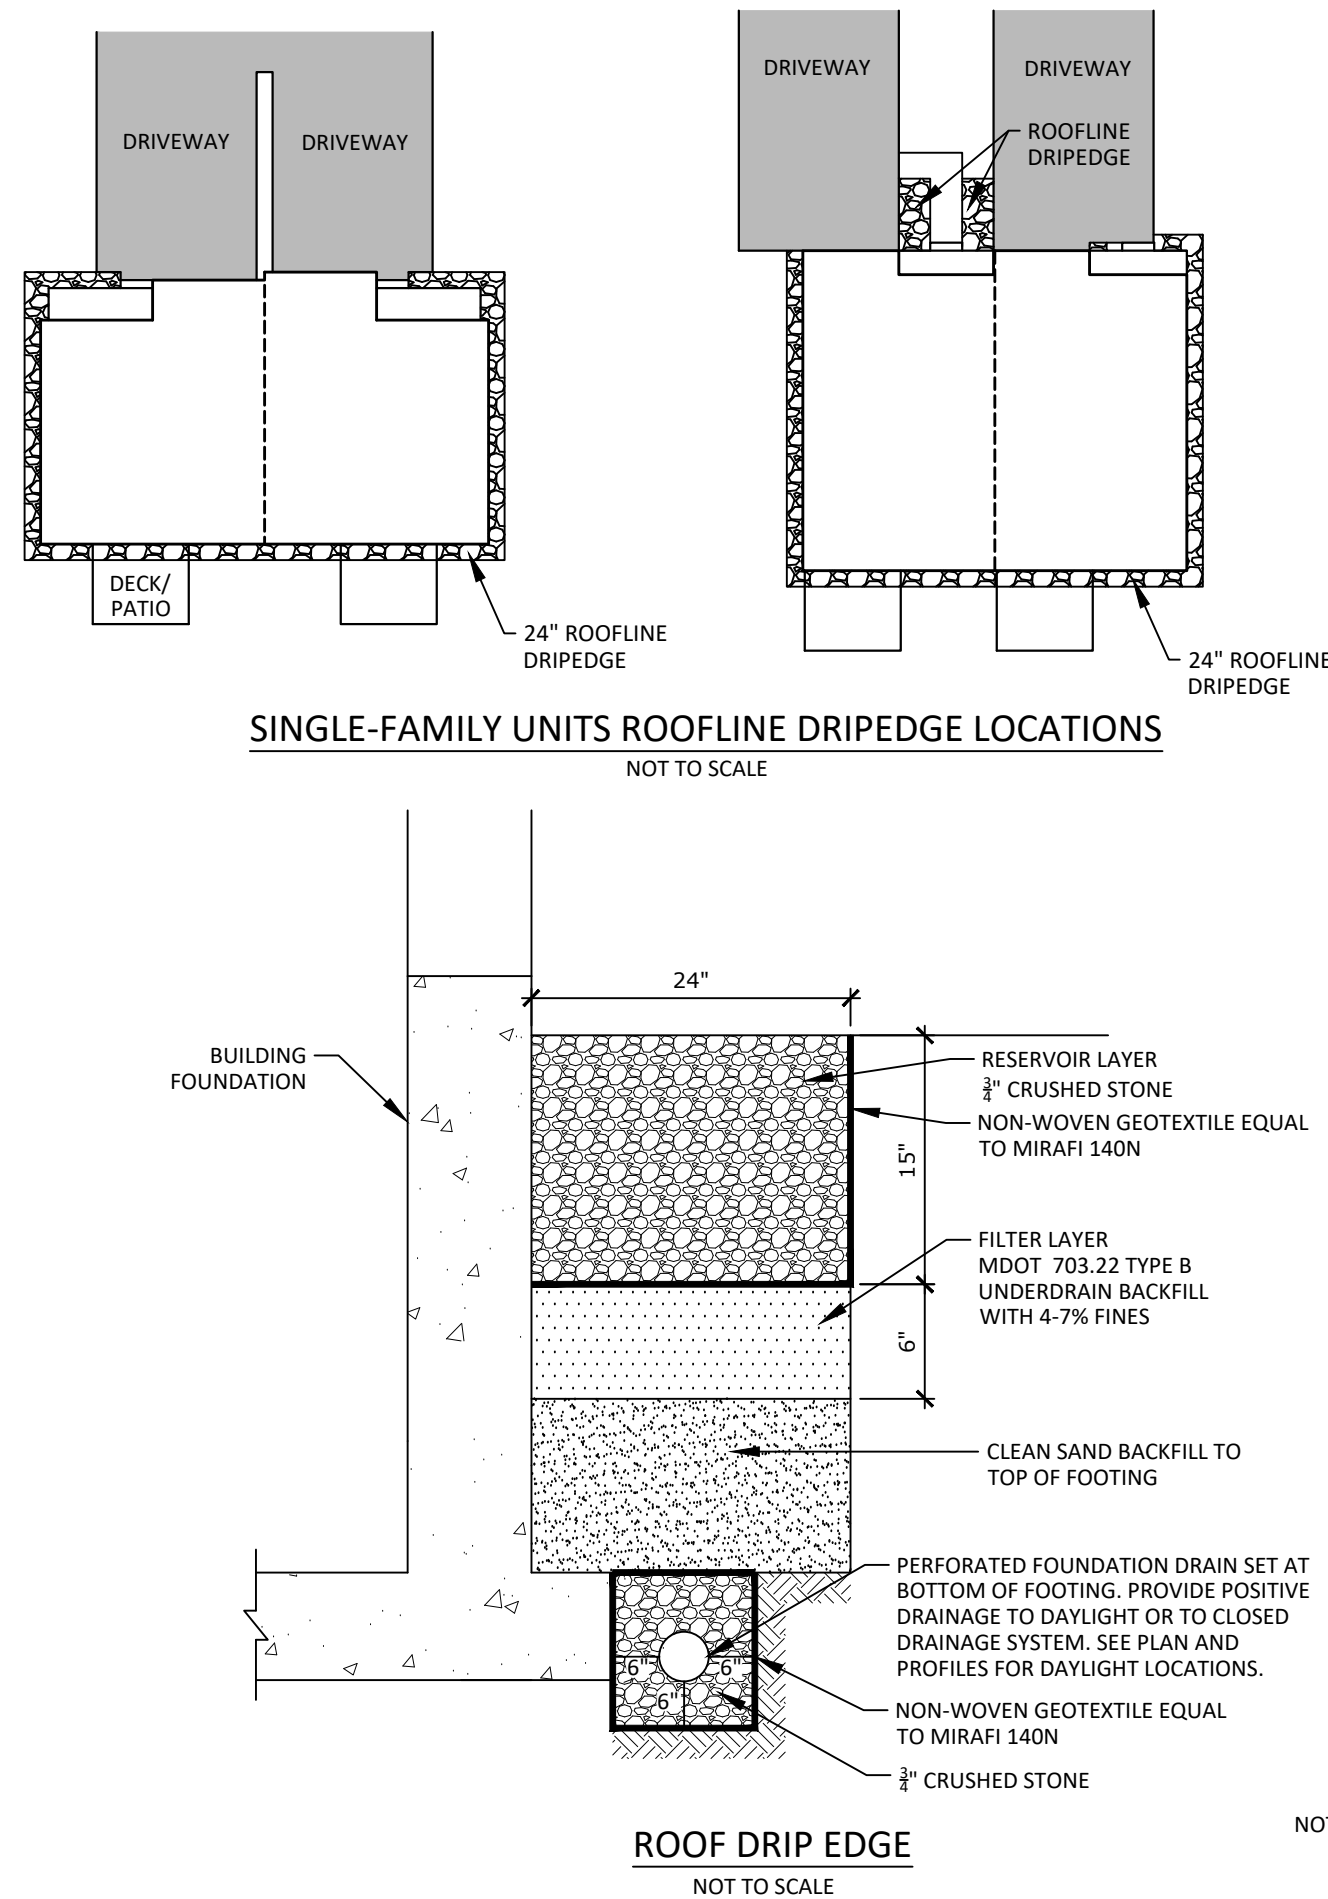 DRIVEWAY
DRIVEWAY
DRIVEWAY
DRIVEWAY
ROOFLINE
DRIPEDGE
DECK/
PATIO
24" ROOFLINE
DRIPEDGE
24" ROOFLINE
DRIPEDGE
SINGLE-FAMILY UNITS ROOFLINE DRIPEDGE LOCATIONS
NOT TO SCALE
24"
BUILDING
FOUNDATION
RESERVOIR LAYER
3/4" CRUSHED STONE
NON-WOVEN GEOTEXTILE EQUAL
TO MIRAFI 140N
15"
FILTER LAYER
MDOT 703.22 TYPE B
UNDERDRAIN BACKFILL
WITH 4-7% FINES
6"
CLEAN SAND BACKFILL TO
TOP OF FOOTING
PERFORATED FOUNDATION DRAIN SET AT
BOTTOM OF FOOTING. PROVIDE POSITIVE
DRAINAGE TO DAYLIGHT OR TO CLOSED
DRAINAGE SYSTEM. SEE PLAN AND
PROFILES FOR DAYLIGHT LOCATIONS.
6" 6"
6"
NON-WOVEN GEOTEXTILE EQUAL
TO MIRAFI 140N
3/4" CRUSHED STONE
ROOF DRIP EDGE
NOT TO SCALE